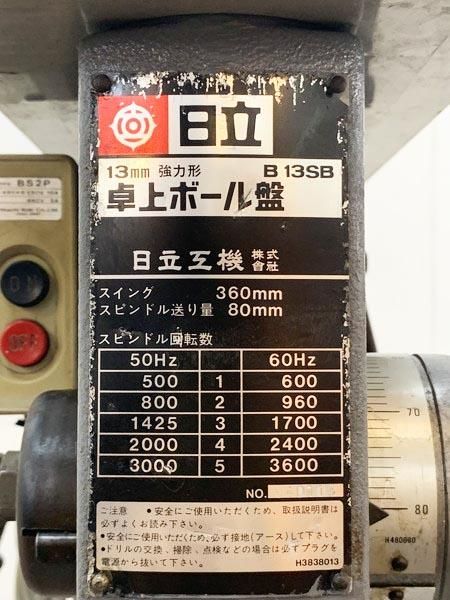 日立
13mm 強力形 B 13SB
卓上ボール盤
日立工機 株式会社
スイング 360mm
スピンドル送り量 80mm
スピンドル回転数
50Hz 60Hz
500 1 600
800 2 960
1425 3 1700
2000 4 2400
3000 5 3600
NO.
ご注意 •安全にご使用いただくため、取扱説明書は
必ずよくお読み下さい。
•安全にご使用いただくため、必ず接地(アース)して下さい。
•ドリルの交換、掃除、点検などの場合は必ずプラグを
電源から抜いて下さい。 H3838013
BS2P
ON
OFF
70
80
H480860